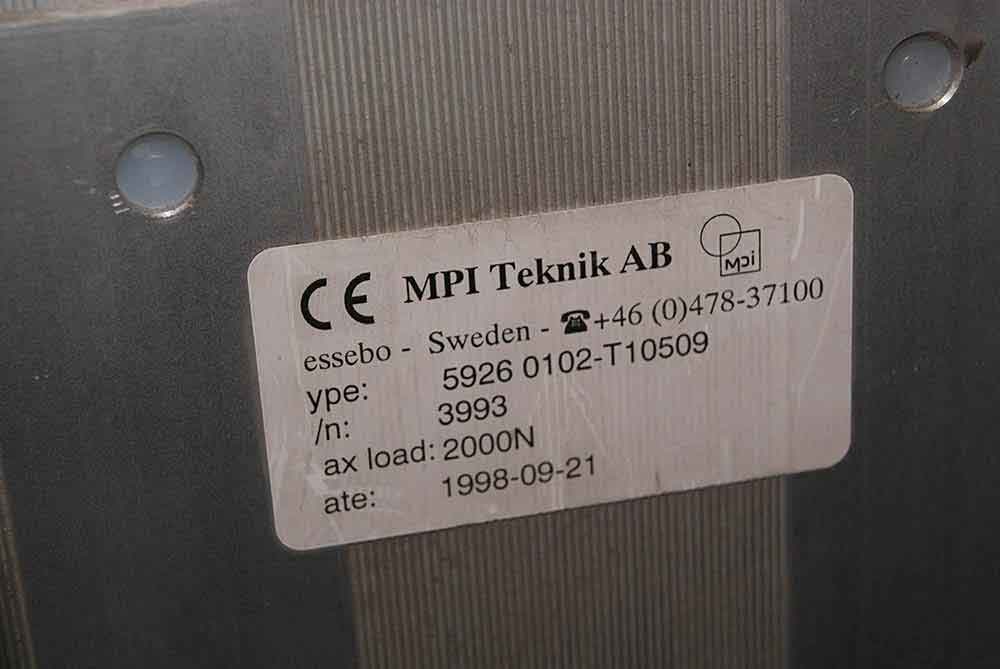 CE MPI Teknik AB Mpi
essebo - Sweden - ☎+46 (0)478-37100
ype: 5926 0102-T10509
/n: 3993
ax load: 2000N
ate: 1998-09-21